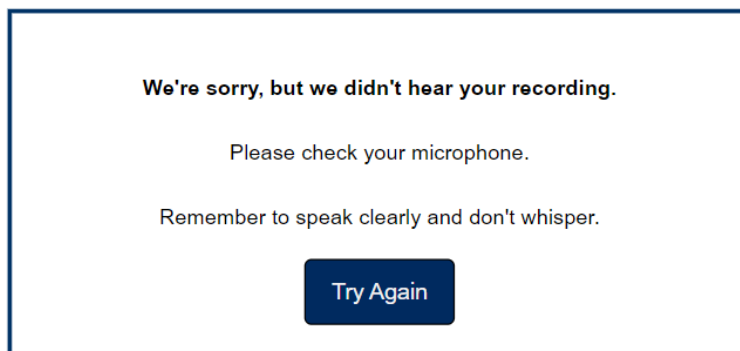 We're sorry, but we didn't hear your recording.
Please check your microphone.
Remember to speak clearly and don't whisper.
Try Again